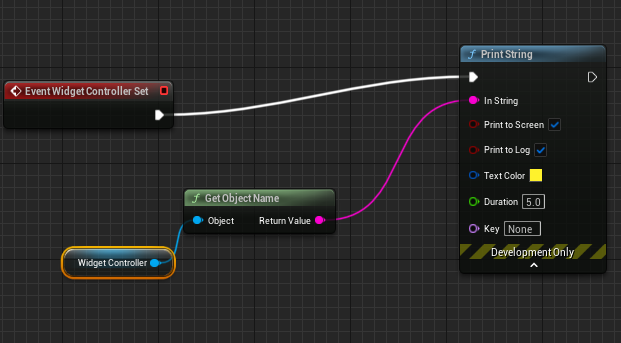 Print String
Event Widget Controller Set
In String
Print to Screen
Print to Log
Text Color
Get Object Name
Duration 5.0
Object Return Value
Key None
Development Only
Widget Controller